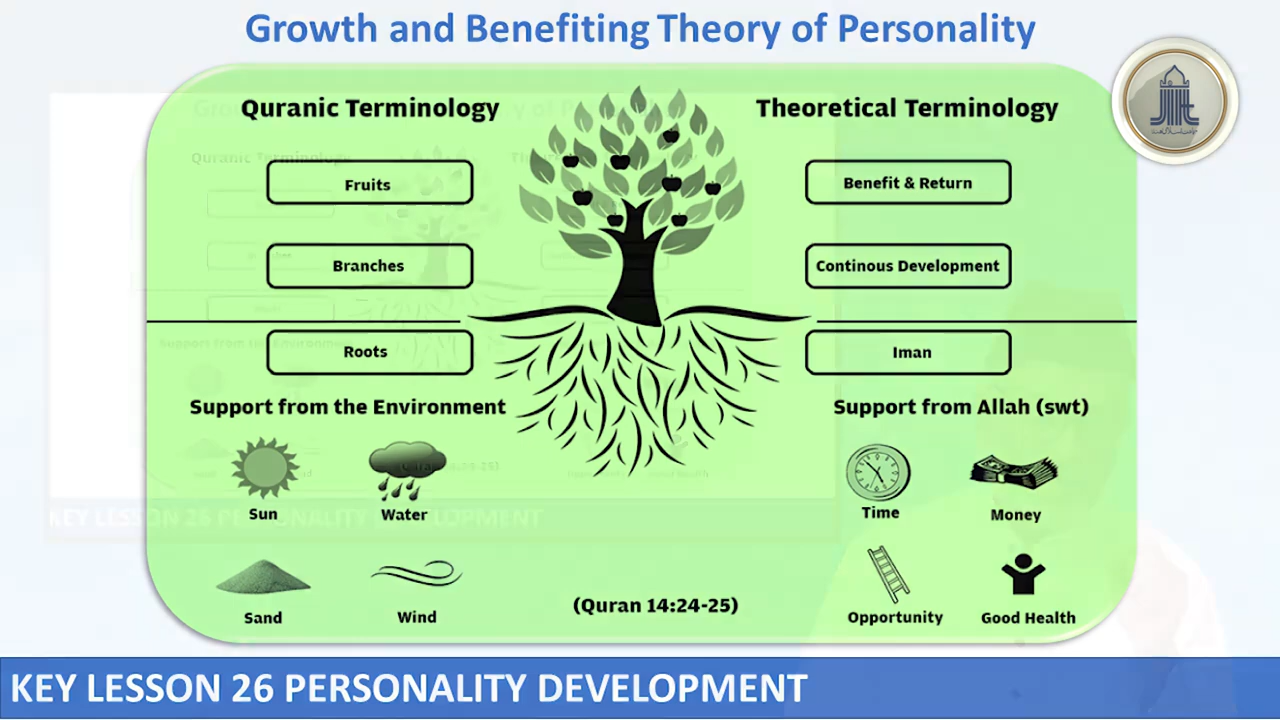 Growth and Benefiting Theory of Personality
Quranic Terminology
Theoretical Terminology
Fruits
Benefit & Return
Branches
Continous Development
Roots
Iman
Support from the Environment
Support from Allah (swt)
Sun
Water
Time
Money
Sand
Wind
(Quran 14:24-25)
Opportunity
Good Health
KEY LESSON 26 PERSONALITY DEVELOPMENT